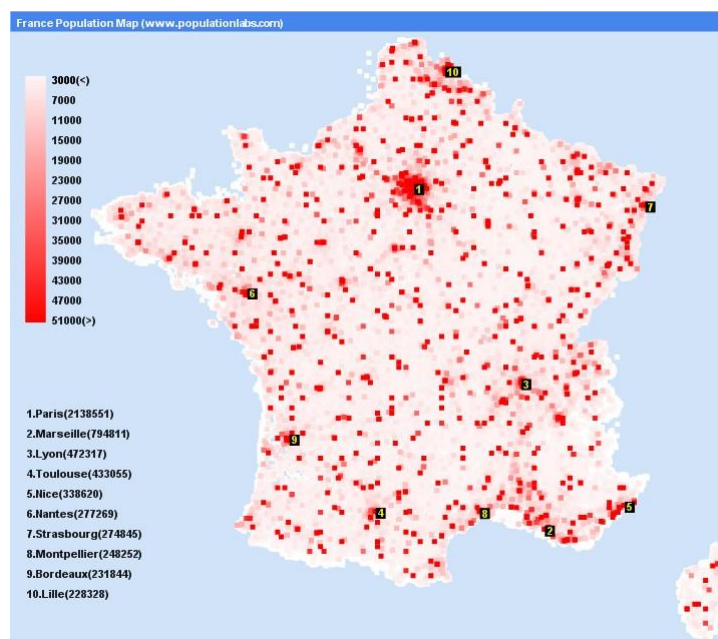 France Population Map (www.populationlabs.com)
3000(<)
7000
11000
15000
19000
23000
27000
31000
35000
43000
47000
51000(>)
10
1
7
6
3
9
4
8
5
2
1.Paris(2138551)
2.Marseille(794811)
3.Lyon(472317)
4.Toulouse(433055)
5.Nice(338620)
6.Nantes(277269)
7.Strasbourg(274845)
8.Montpellier(248252)
9.Bordeaux(231844)
10.Lille(228328)